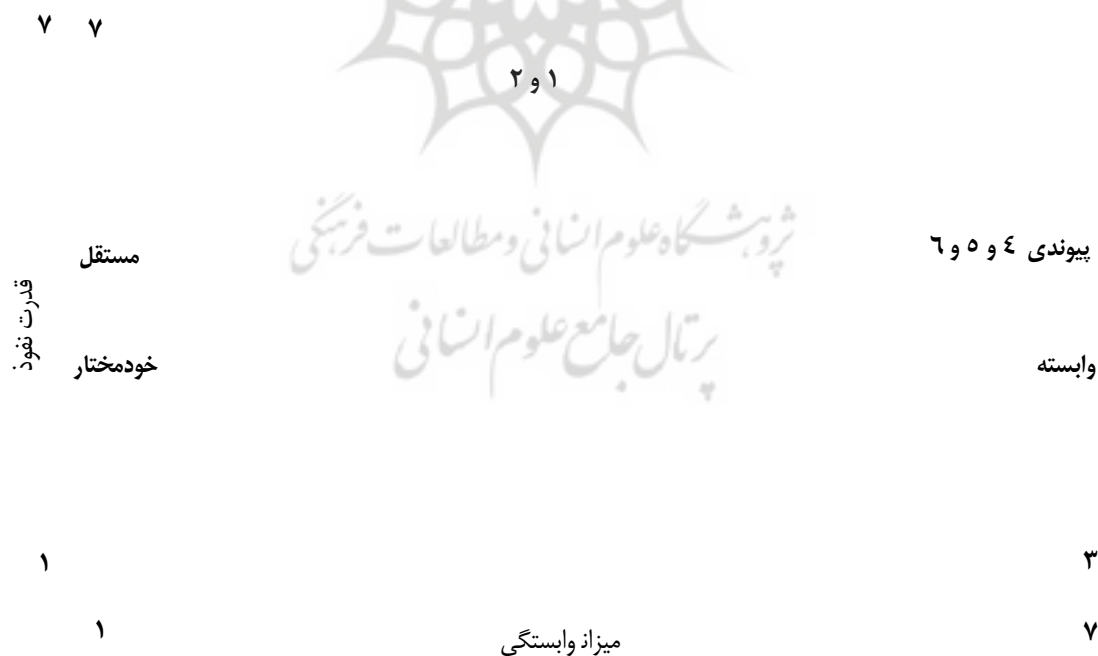 ۷ ۷
۱ و ۲
پژوهشگاه علوم انسانی و مطالعات فرهنگی
پیوندی ٤ و ٥ و ٦
مستقل
قدرت نفوذ
پرتال جامع علوم انسانی
وابسته
خودمختار
۱
۳
۱
میزان وابستگی
۷